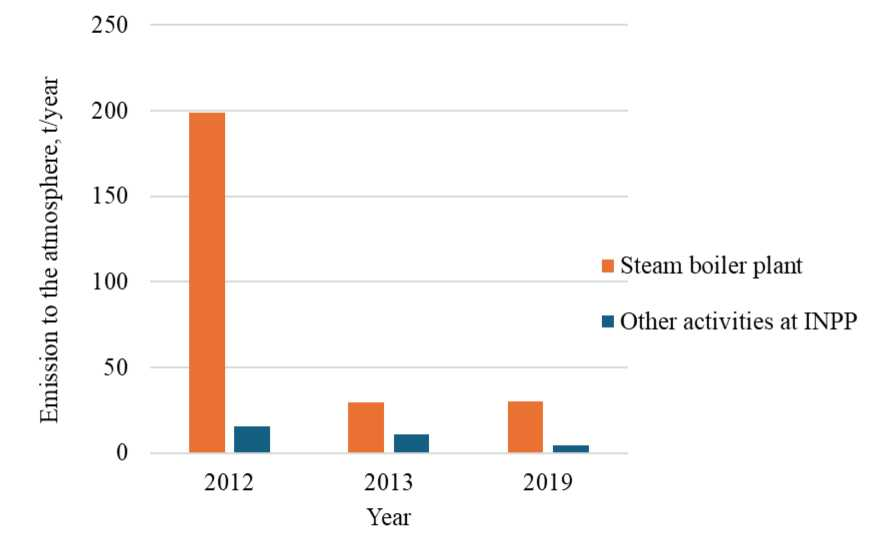 Emission to the atmosphere, t/year
250
200
150
100
50
0
2012 2013 2019
Year
Steam boiler plant
Other activities at INPP